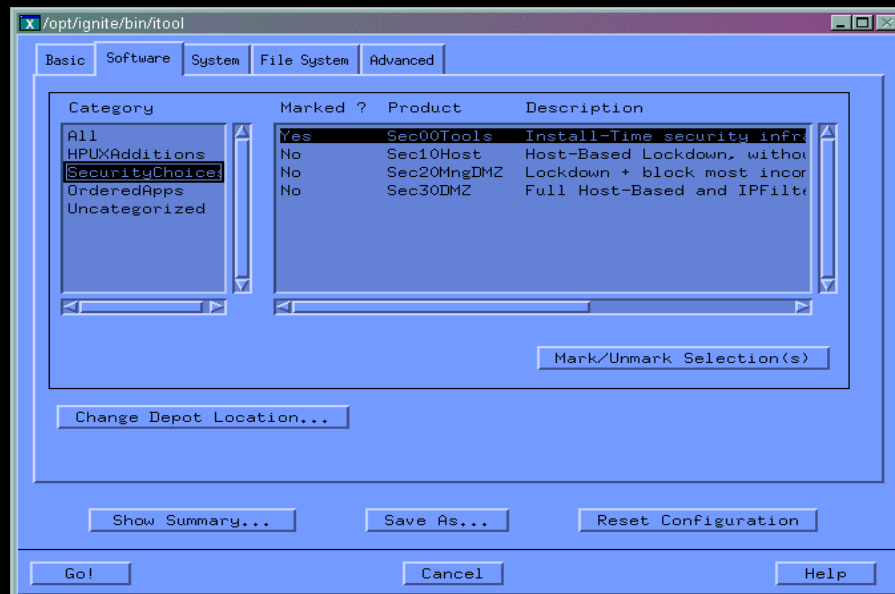 X /opt/ignite/bin/itool
Basic Software System File System Advanced
Category Marked ? Product Description
All
HPUXAdditions
SecurityChoices
OrderedApps
Uncategorized
Yes Sec00Tools Install-Time security infra
No Sec10Host Host-Based Lockdown, withou
No Sec20MngDMZ Lockdown + block most incom
No Sec30DMZ Full Host-Based and IPFilte
Mark/Unmark Selection(s)
Change Depot Location...
Show Summary... Save As... Reset Configuration
Go! Cancel Help